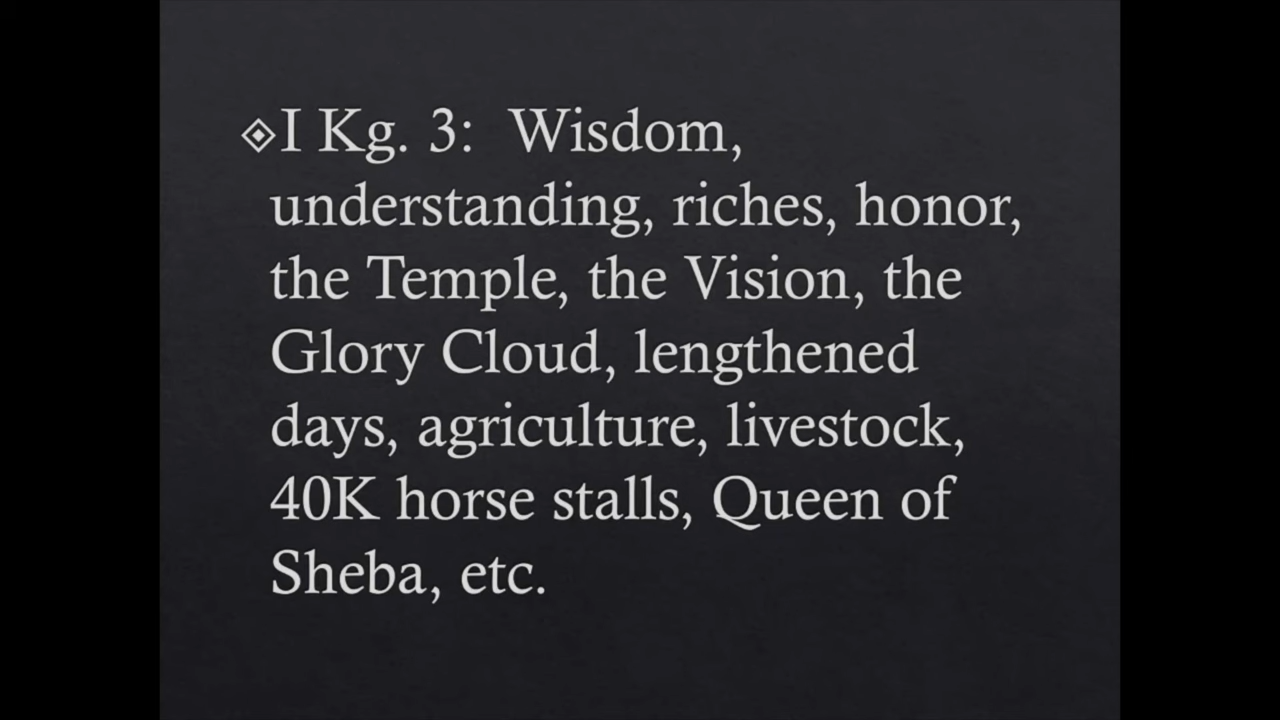 I Kg. 3:  Wisdom,
understanding, riches, honor,
the Temple, the Vision, the
Glory Cloud, lengthened
days, agriculture, livestock,
40K horse stalls, Queen of
Sheba, etc.